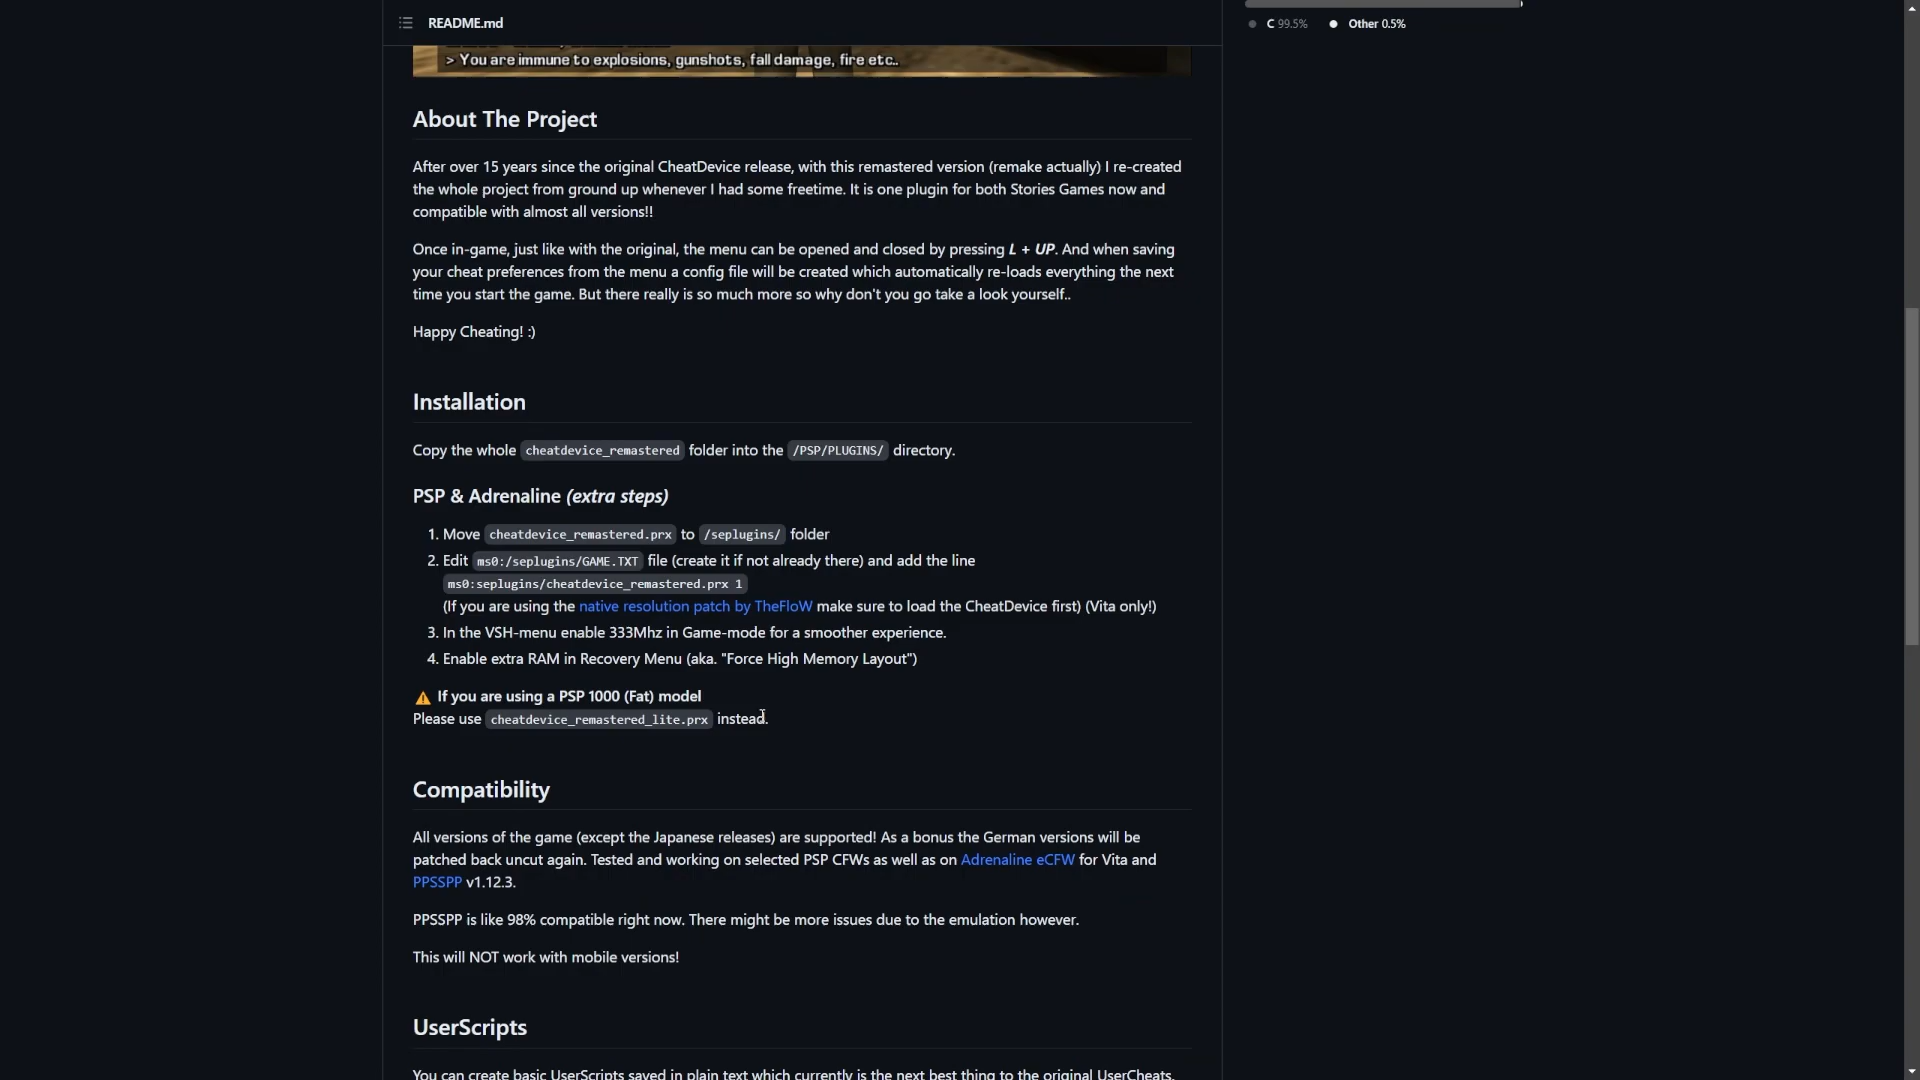 README.md
C 99.5%
Other 0.5%
> You are immune to explosions, gunshots, fall damage, fire etc..
About The Project
After over 15 years since the original CheatDevice release, with this remastered version (remake actually) I re-created
the whole project from ground up whenever I had some freetime. It is one plugin for both Stories Games now and
compatible with almost all versions!!
Once in-game, just like with the original, the menu can be opened and closed by pressing L + UP. And when saving
your cheat preferences from the menu a config file will be created which automatically re-loads everything the next
time you start the game. But there really is so much more so why don't you go take a look yourself..
Happy Cheating! :)
Installation
Copy the whole cheatdevice_remastered folder into the /PSP/PLUGINS/ directory.
PSP & Adrenaline (extra steps)
1. Move cheatdevice_remastered.prx to /seplugins/ folder
2. Edit ms0:/seplugins/GAME.TXT file (create it if not already there) and add the line
ms0:seplugins/cheatdevice_remastered.prx 1
(If you are using the native resolution patch by TheFloW make sure to load the CheatDevice first) (Vita only!)
3. In the VSH-menu enable 333Mhz in Game-mode for a smoother experience.
4. Enable extra RAM in Recovery Menu (aka. "Force High Memory Layout")
⚠ If you are using a PSP 1000 (Fat) model
Please use cheatdevice_remastered_lite.prx instead.
Compatibility
All versions of the game (except the Japanese releases) are supported! As a bonus the German versions will be
patched back uncut again. Tested and working on selected PSP CFWs as well as on Adrenaline eCFW for Vita and
PPSSPP v1.12.3.
PPSSPP is like 98% compatible right now. There might be more issues due to the emulation however.
This will NOT work with mobile versions!
UserScripts
You can create basic UserScripts saved in plain text which currently is the next best thing to the original UserCheats.